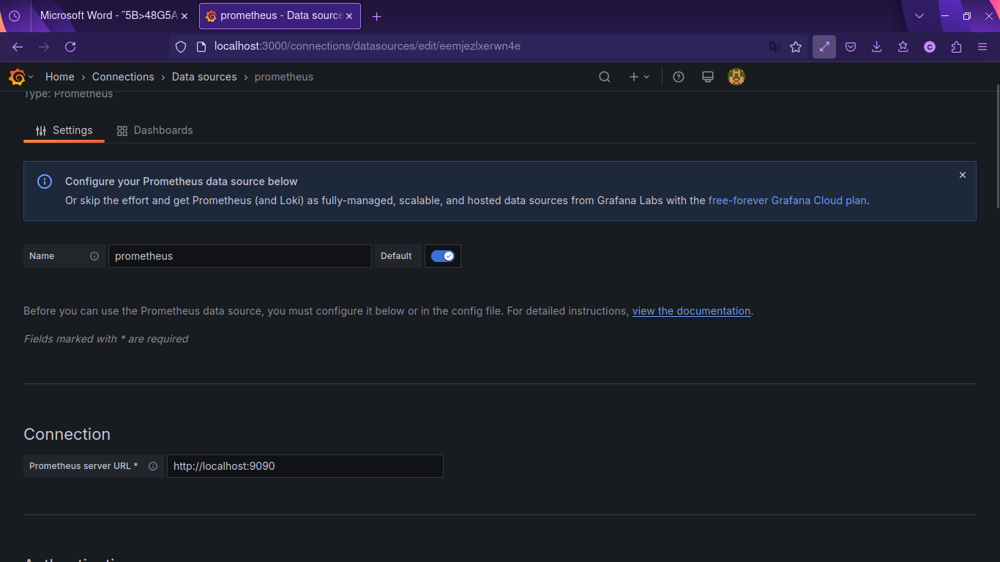 Microsoft Word - ˝5B>48G5A
prometheus - Data source
localhost:3000/connections/datasources/edit/eemjezlxerwn4e
Home › Connections › Data sources › prometheus
Type: Prometheus
Settings
Dashboards
Configure your Prometheus data source below
Or skip the effort and get Prometheus (and Loki) as fully-managed, scalable, and hosted data sources from Grafana Labs with the free-forever Grafana Cloud plan.
Name
prometheus
Default
Before you can use the Prometheus data source, you must configure it below or in the config file. For detailed instructions, view the documentation.
Fields marked with * are required
Connection
Prometheus server URL *
http://localhost:9090